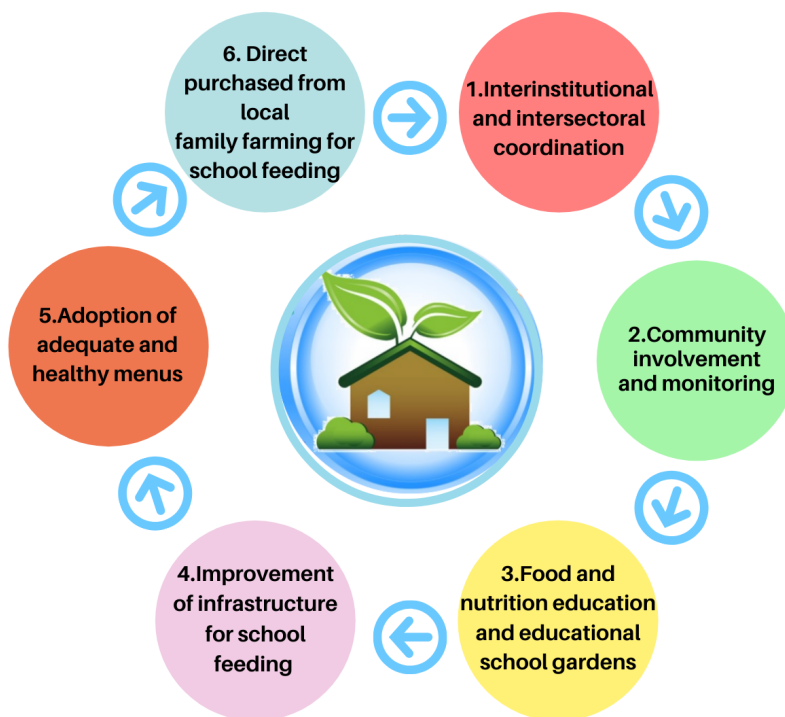 1.Interinstitutional
and intersectoral
coordination
2.Community
involvement
and monitoring
3.Food and
nutrition education
and educational
school gardens
4.Improvement
of infrastructure
for school
feeding
5.Adoption of
adequate and
healthy menus
6. Direct
purchased from
local
family farming for
school feeding